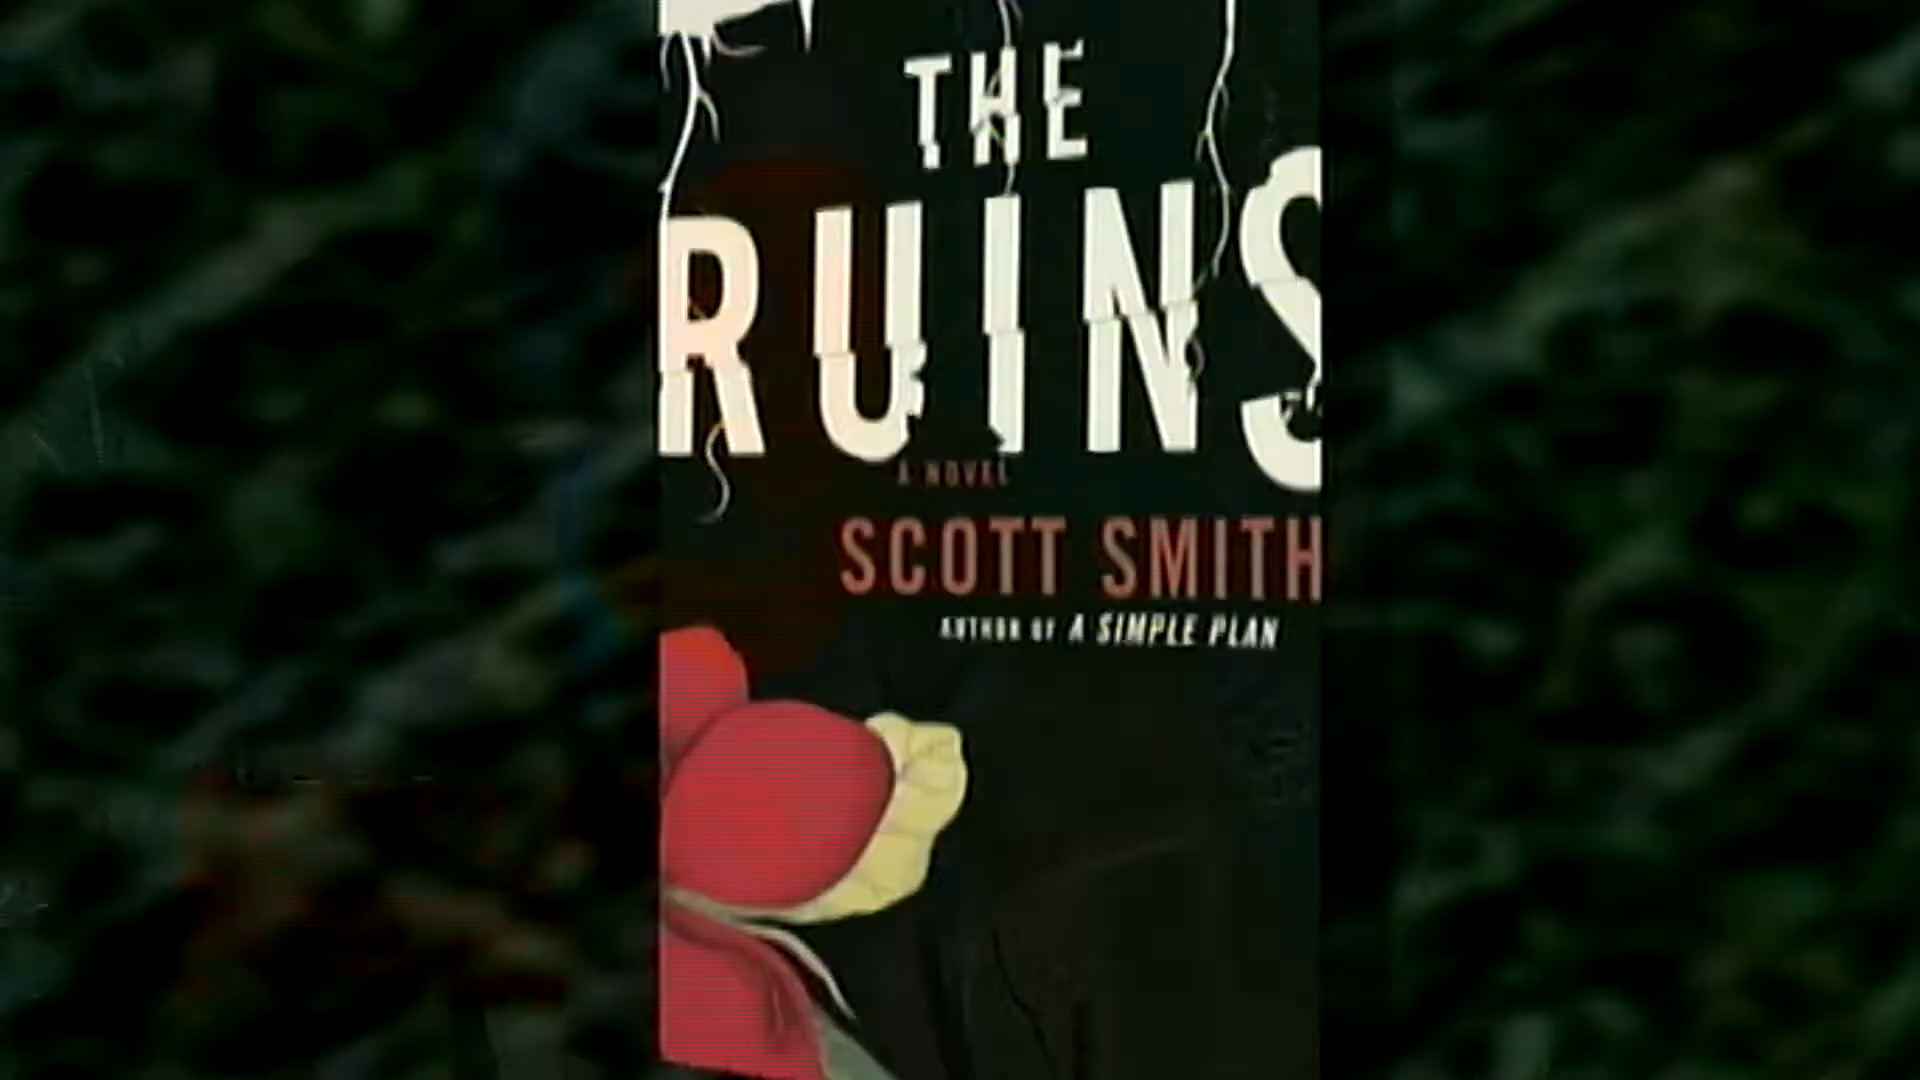 THE
RUINS
A NOVEL
SCOTT SMITH
AUTHOR OF A SIMPLE PLAN